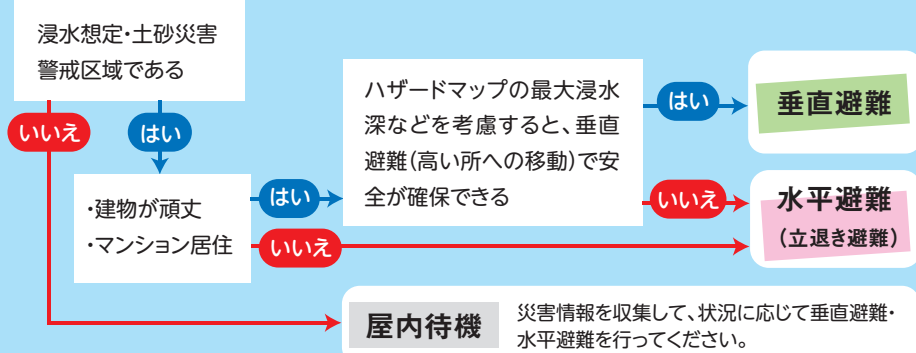 浸水想定・土砂災害
警戒区域である
いいえ
はい
・建物が頑丈
・マンション居住
はい
いいえ
ハザードマップの最大浸水
深などを考慮すると、垂直
避難(高い所への移動)で安
全が確保できる
はい
いいえ
垂直避難
水平避難
(立退き避難)
屋内待機
災害情報を収集して、状況に応じて垂直避難・
水平避難を行ってください。